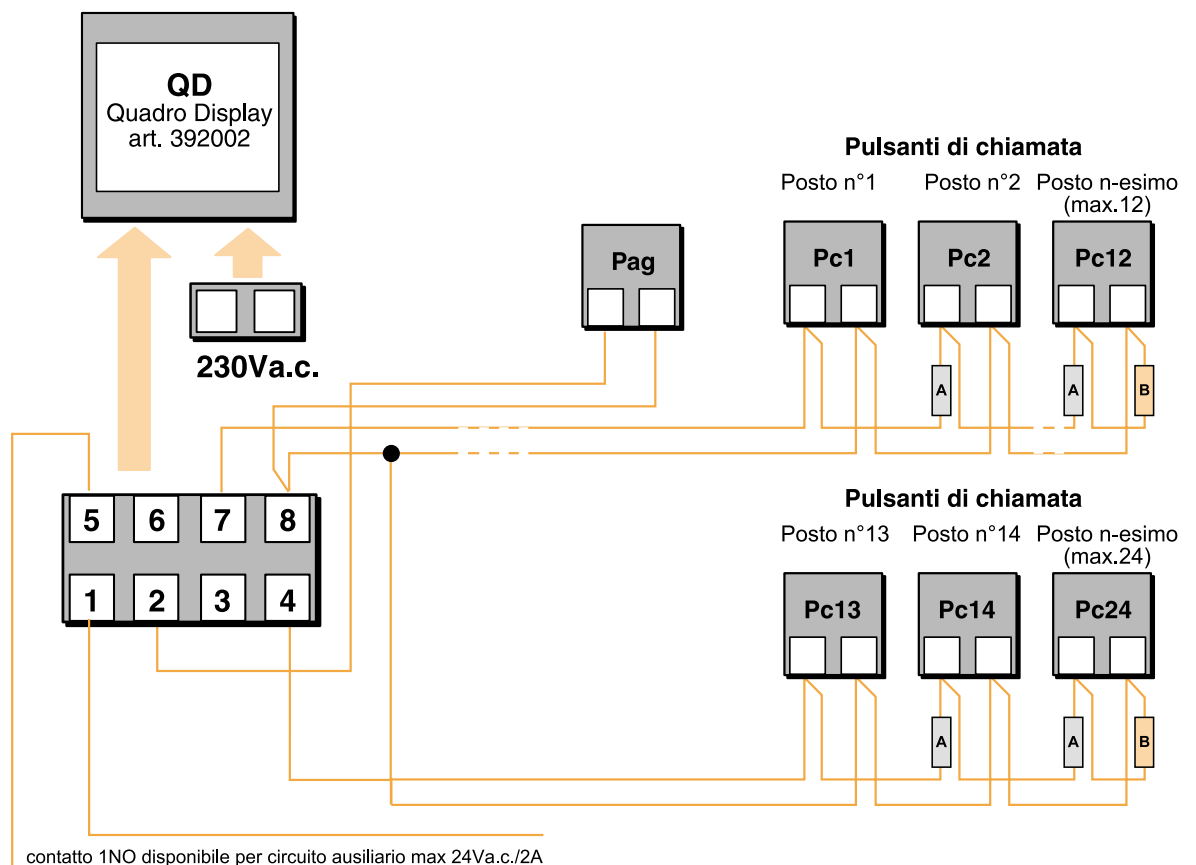 QD
Quadro Display
art. 392002
230Va.c.
Pag
Pulsanti di chiamata
Posto n°1
Posto n°2
Posto n-esimo
(max.12)
Pc1
Pc2
Pc12
A
A
B
5
6
7
8
1
2
3
4
Pulsanti di chiamata
Posto n°13
Posto n°14
Posto n-esimo
(max.24)
Pc13
Pc14
Pc24
A
A
B
contatto 1NO disponibile per circuito ausiliario max 24Va.c./2A